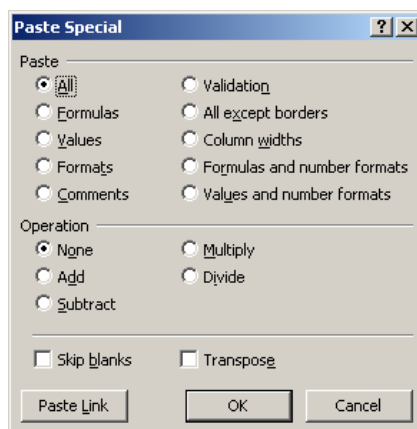 Paste Special
Paste
All
Validation
Formulas
All except borders
Values
Column widths
Formats
Formulas and number formats
Comments
Values and number formats
Operation
None
Multiply
Add
Divide
Subtract
Skip blanks
Transpose
Paste Link
OK
Cancel